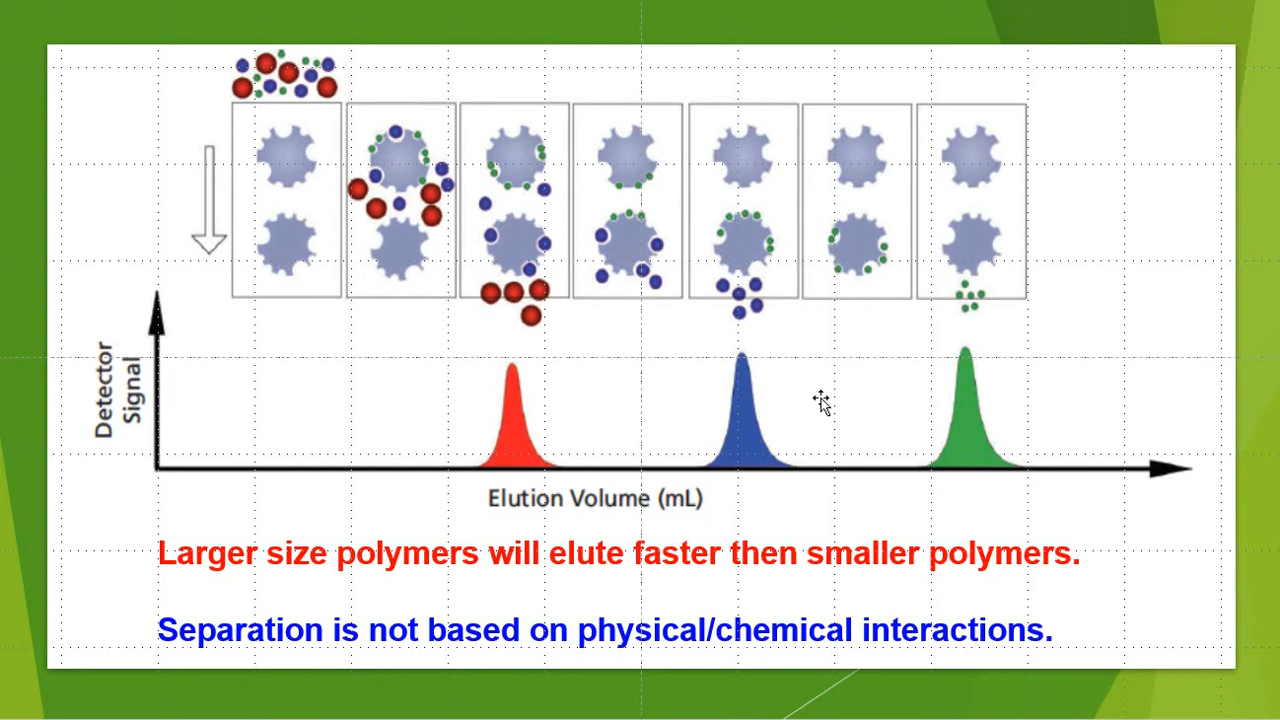 Detector
Signal
Elution Volume (mL)
Larger size polymers will elute faster then smaller polymers.
Separation is not based on physical/chemical interactions.